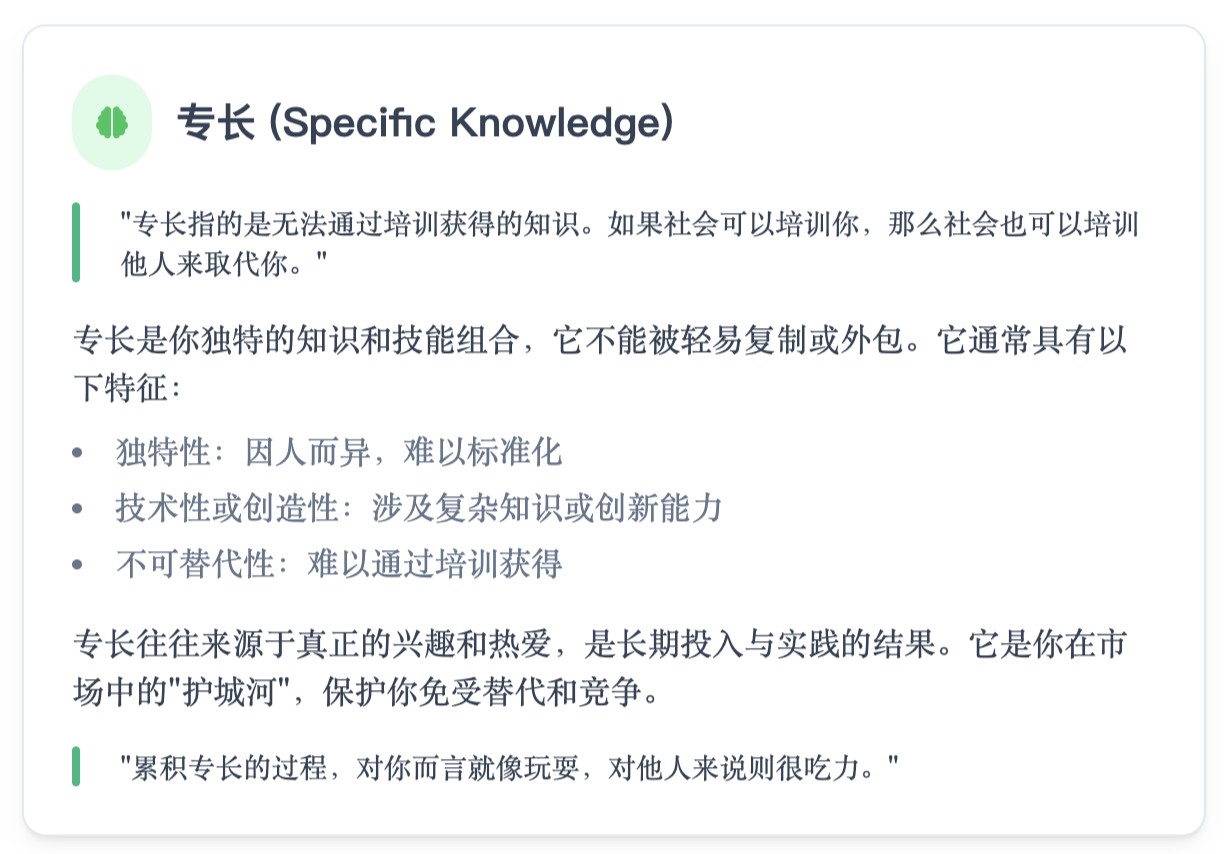 专长 (Specific Knowledge)
"专长指的是无法通过培训获得的知识。如果社会可以培训你，那么社会也可以培训
他人来取代你。"
专长是你独特的知识和技能组合，它不能被轻易复制或外包。它通常具有以
下特征：
• 独特性：因人而异，难以标准化
• 技术性或创造性：涉及复杂知识或创新能力
• 不可替代性：难以通过培训获得
专长往往来源于真正的兴趣和热爱，是长期投入与实践的结果。它是你在市
场中的"护城河"，保护你免受替代和竞争。
"累积专长的过程，对你而言就像玩耍，对他人来说则很吃力。"